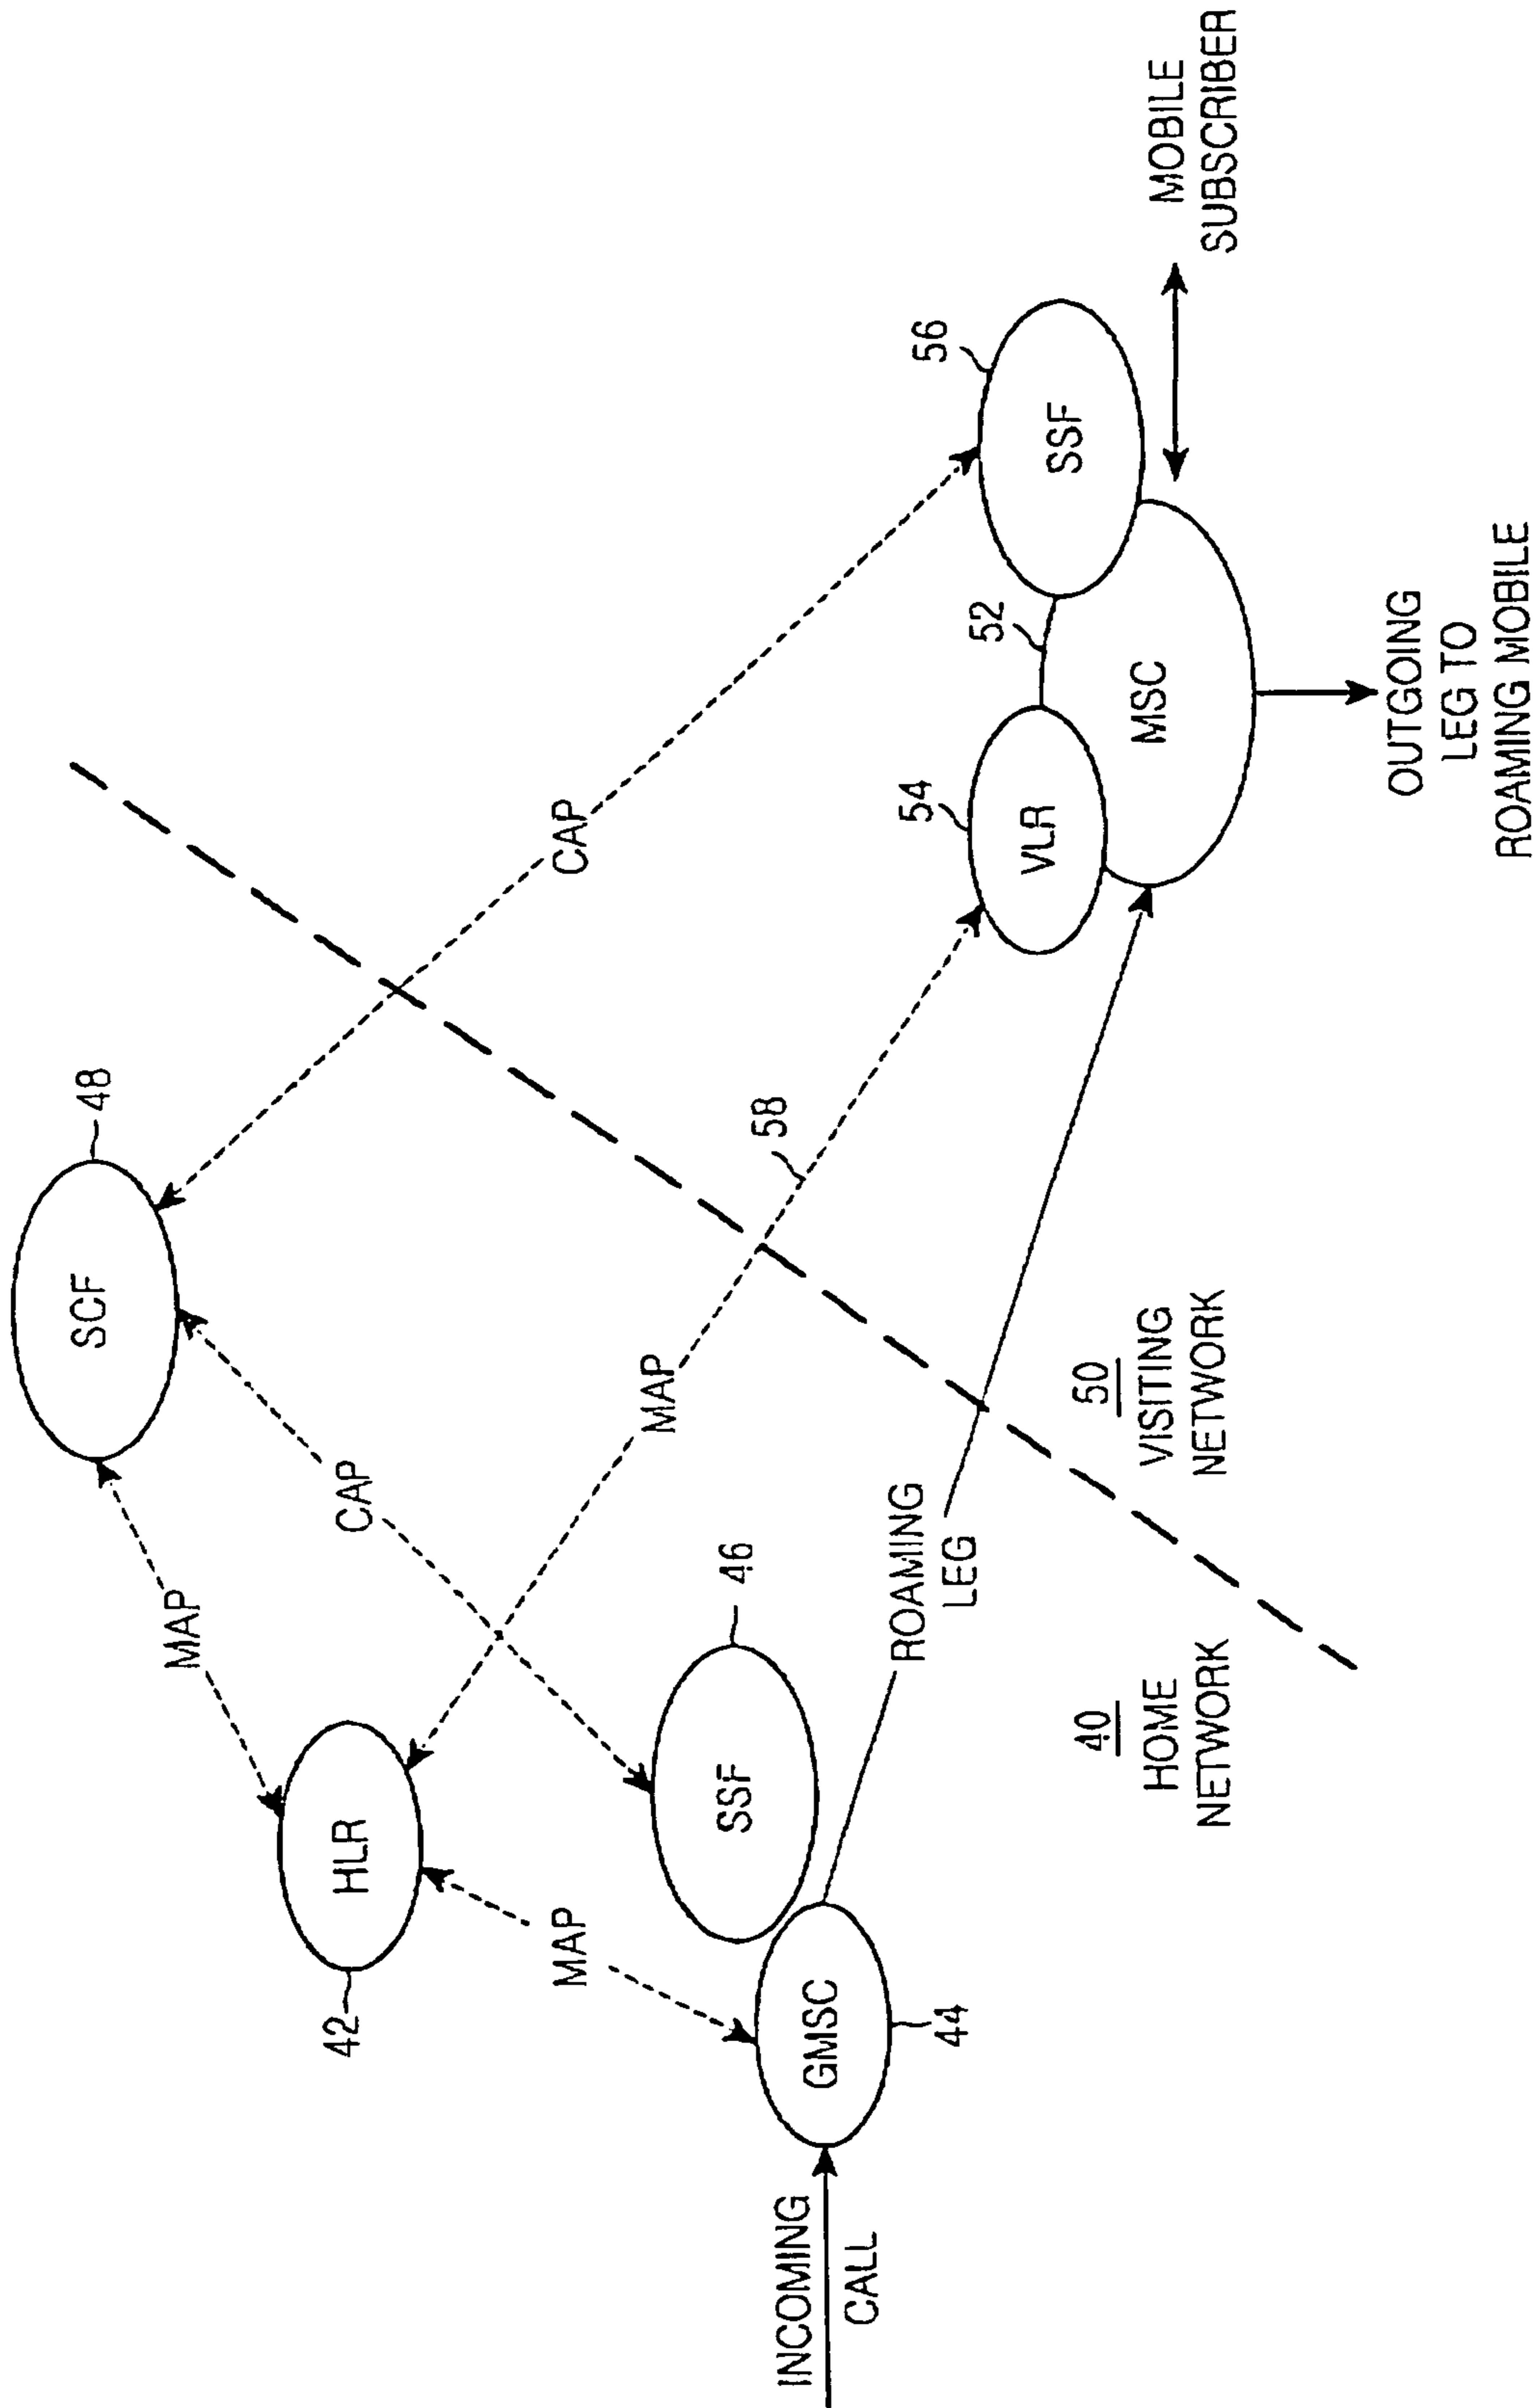 SCF
48
MAP
CAP
HLR
42
CAP
MAP
MAP
58
SSF
46
GMSC
44
INCOMING
CALL
ROAMING
LEG
54
VLR
52
MSC
56
SSF
MOBILE
SUBSCRIBER
40
HOME
NETWORK
50
VISITING
NETWORK
OUTGOING
LEG TO
ROAMING MOBILE